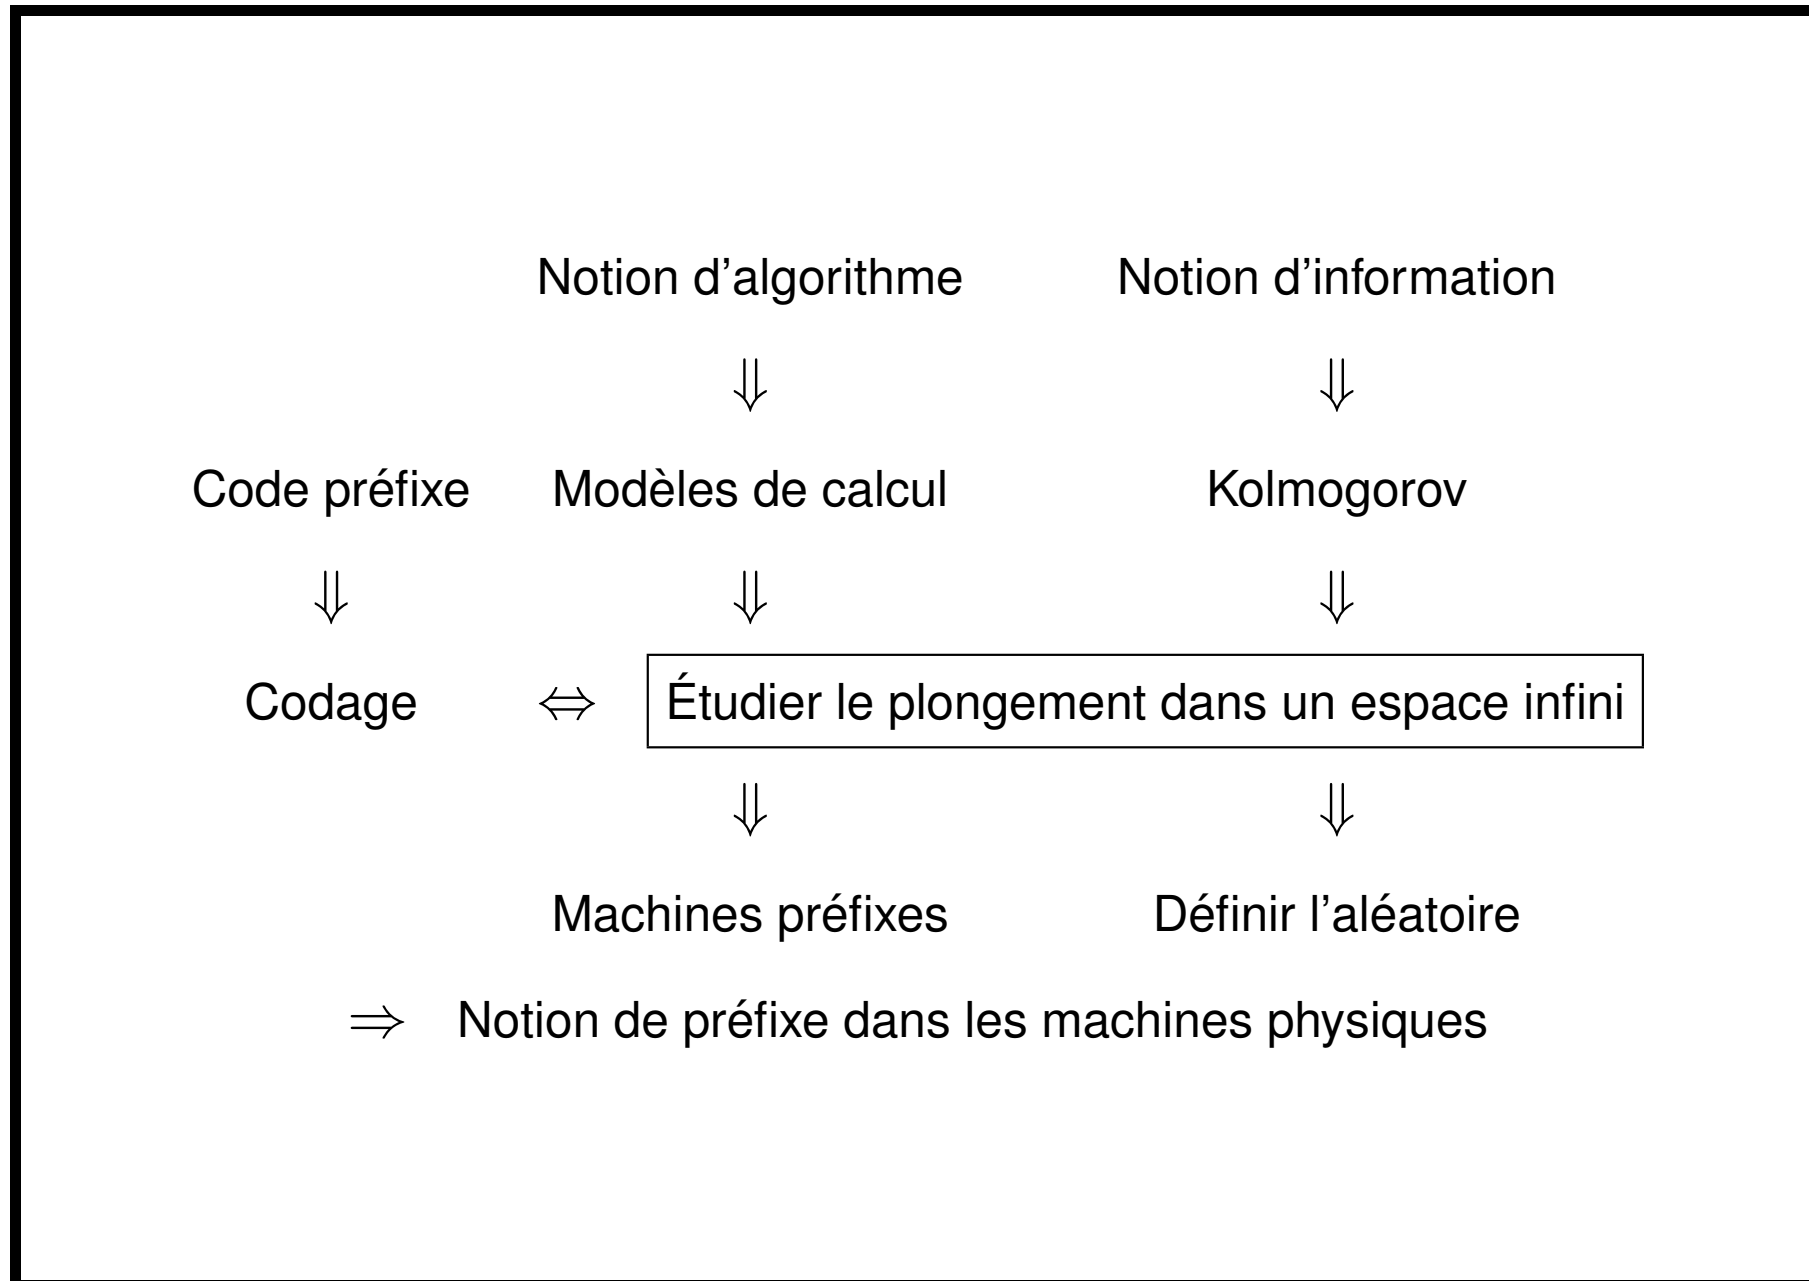 Notion d'algorithme Notion d'information
⇓ ⇓
Code préfixe Modèles de calcul Kolmogorov
⇓ ⇓ ⇓
Codage ⇔ Étudier le plongement dans un espace infini
⇓ ⇓
Machines préfixes Définir l'aléatoire
⇒ Notion de préfixe dans les machines physiques